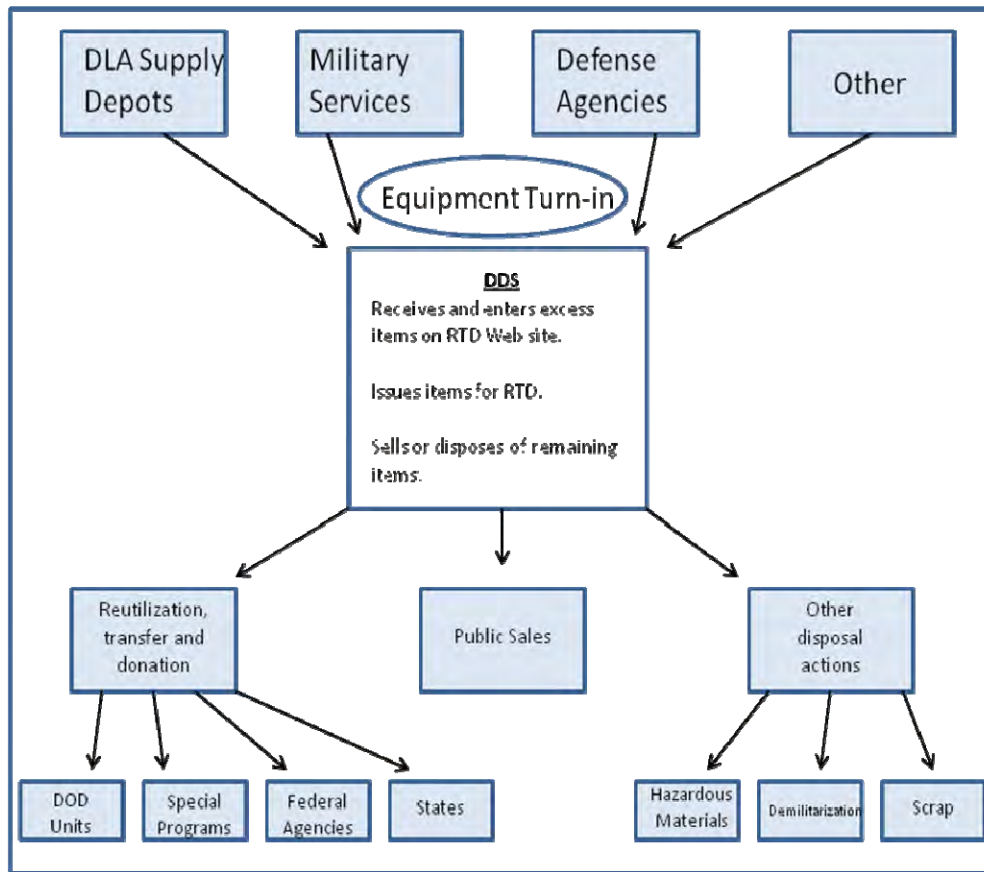 DLA Supply
Depots
Military
Services
Defense
Agencies
Other
Equipment Turn-in
DDS
Receives and enters excess
items on RTD Web site.
Issues items for RTD.
Sells or disposes of remaining
items.
Reutilization,
transfer and
donation
Public Sales
Other
disposal
actions
DOD
Units
Special
Programs
Federal
Agencies
States
Hazardous
Materials
Demilitarization
Scrap